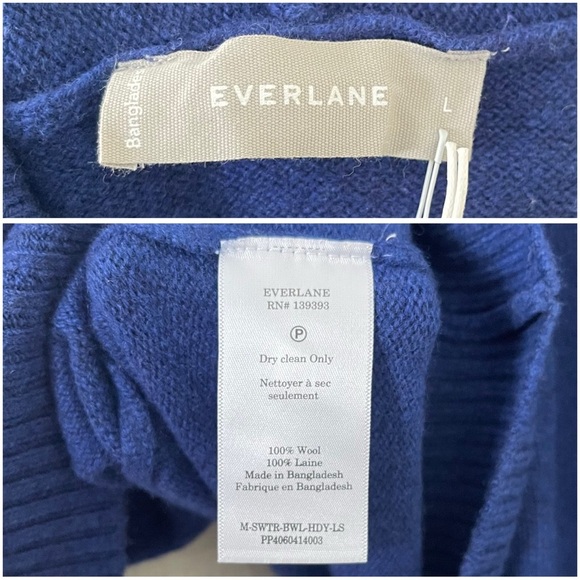 Bangladesh
EVERLANE
L
EVERLANE
RN# 139393
P
Dry clean Only
Nettoyer à sec
seulement
100% Wool
100% Laine
Made in Bangladesh
Fabrique en Bangladesh
M-SWTR-BWL-HDY-LS
PP4060414003